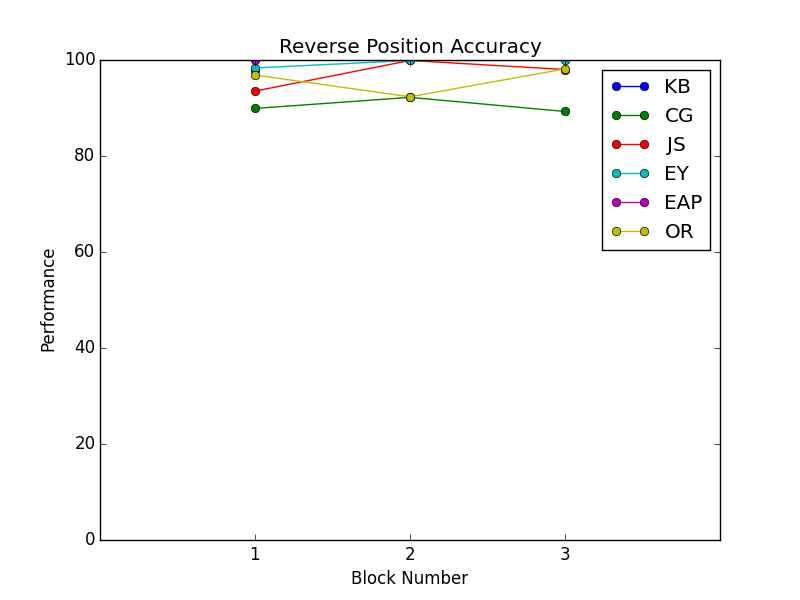 Reverse Position Accuracy
100
80
60
40
20
0
Performance
1 2 3
Block Number
KB
CG
JS
EY
EAP
OR